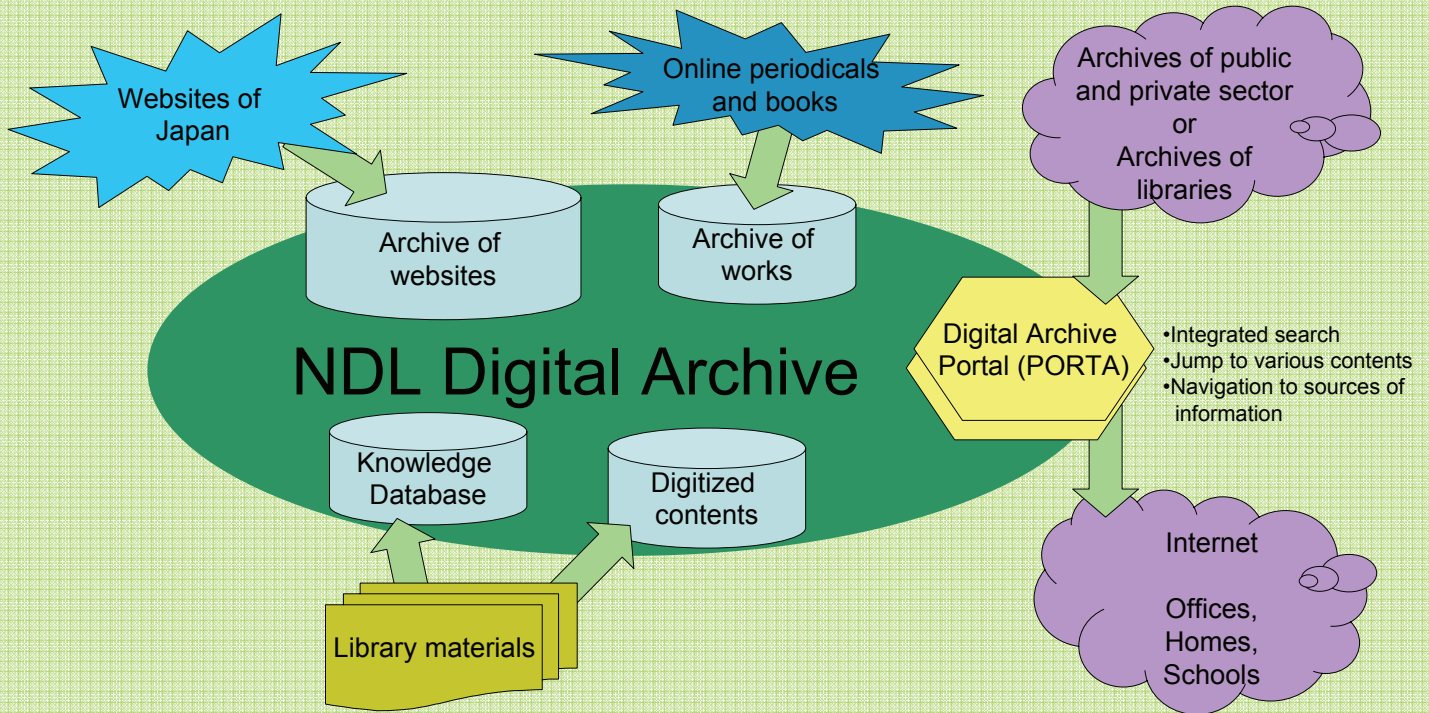 Websites of
Japan
Online periodicals
and books
Archives of public
and private sector
or
Archives of
libraries
Archive of
websites
Archive of
works
NDL Digital Archive
Digital Archive
Portal (PORTA)
•Integrated search
•Jump to various contents
•Navigation to sources of
information
Knowledge
Database
Digitized
contents
Library materials
Internet
Offices,
Homes,
Schools